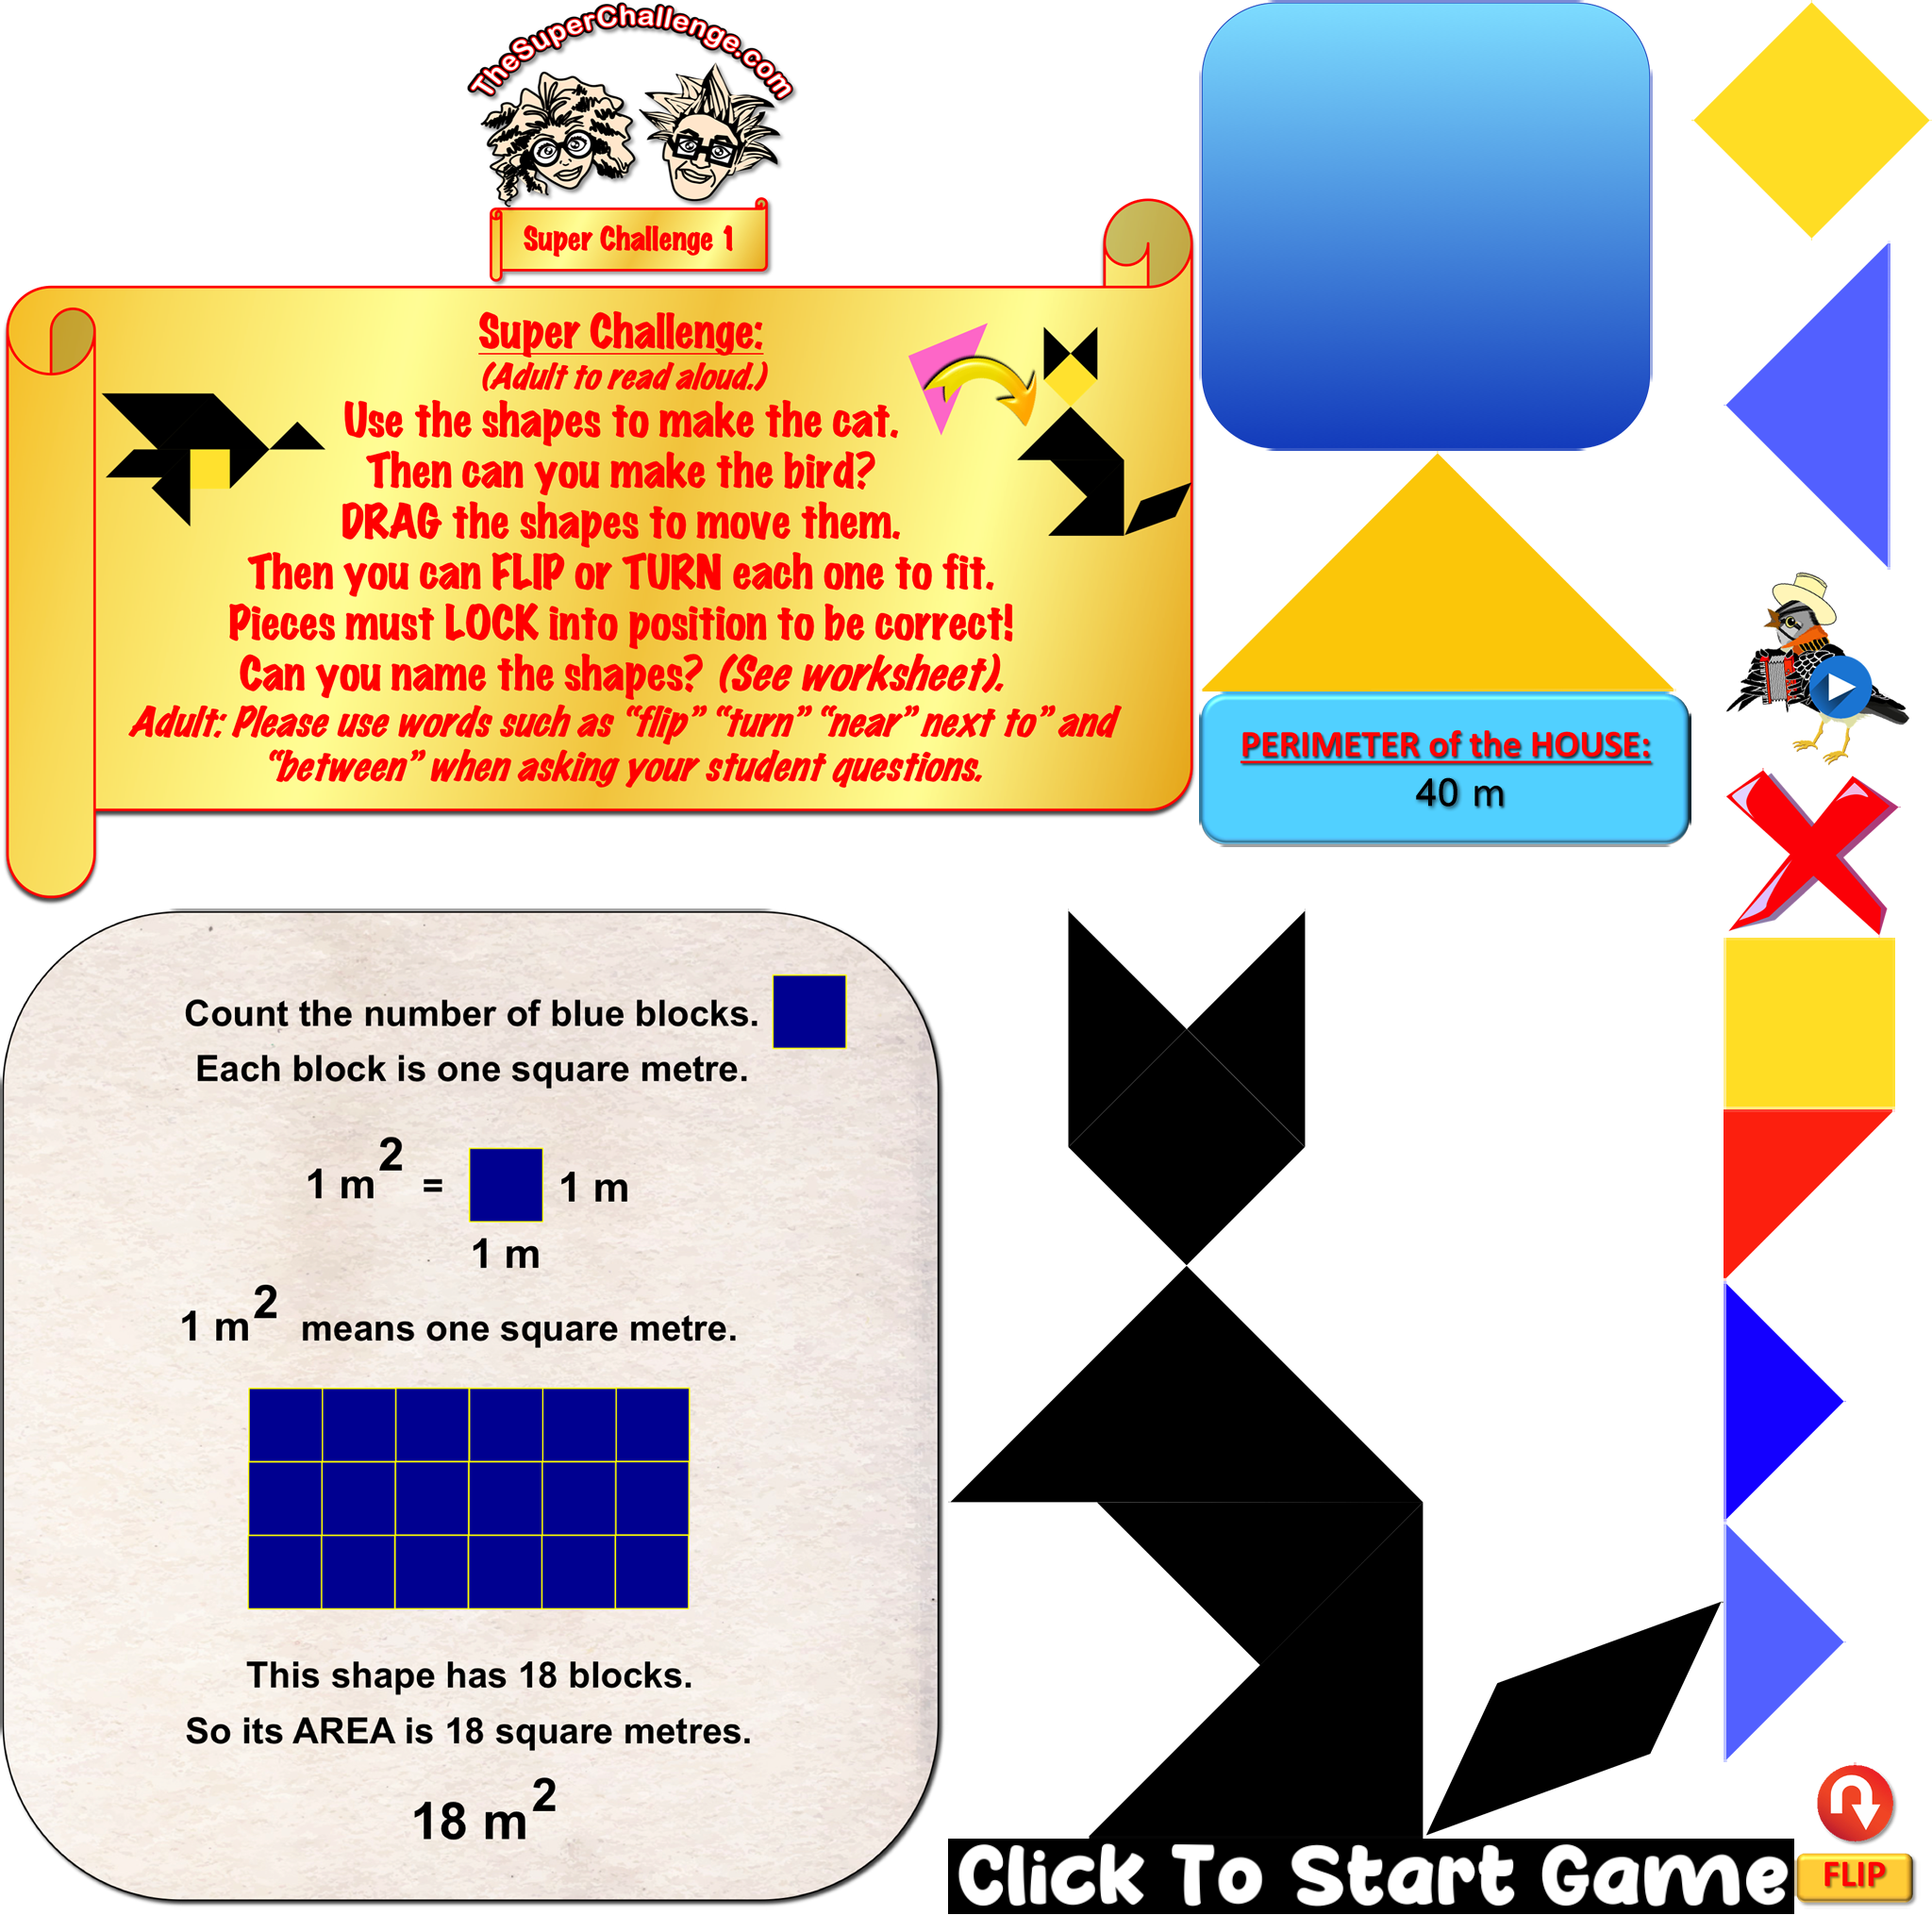 TheSuperChallenge.com
Super Challenge 1
Super Challenge:
(Adult to read aloud.)
Use the shapes to make the cat.
Then can you make the bird?
DRAG the shapes to move them.
Then you can FLIP or TURN each one to fit.
Pieces must LOCK into position to be correct!
Can you name the shapes? (See worksheet).
Adult: Please use words such as “flip” “turn” “near” next to” and
“between” when asking your student questions.
PERIMETER of the HOUSE:
40 m
Count the number of blue blocks.
Each block is one square metre.
1 m² = 1 m
1 m
1 m² means one square metre.
This shape has 18 blocks.
So its AREA is 18 square metres.
18 m²
Click To Start Game
FLIP